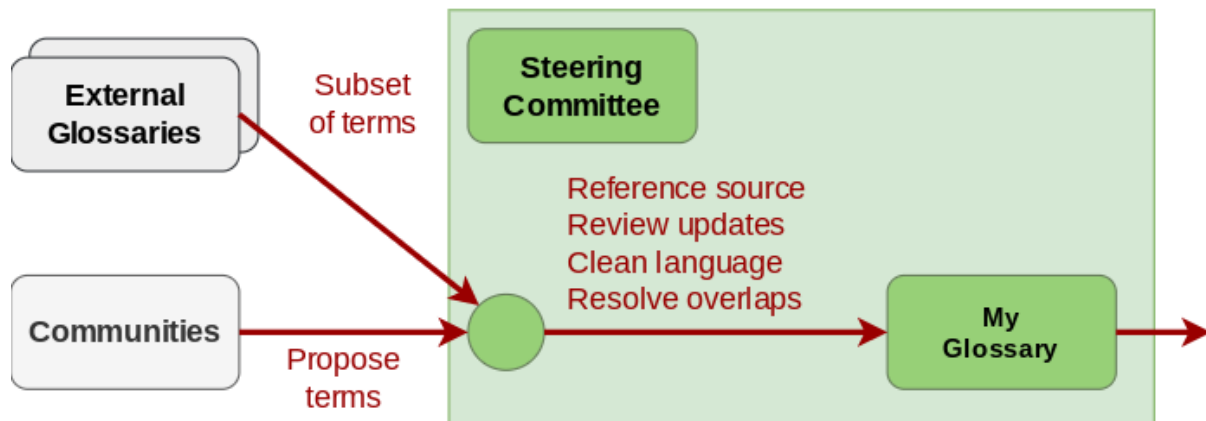 External
Glossaries
Subset
of terms
Steering
Committee
Reference source
Review updates
Clean language
Resolve overlaps
Communities
Propose
terms
My
Glossary